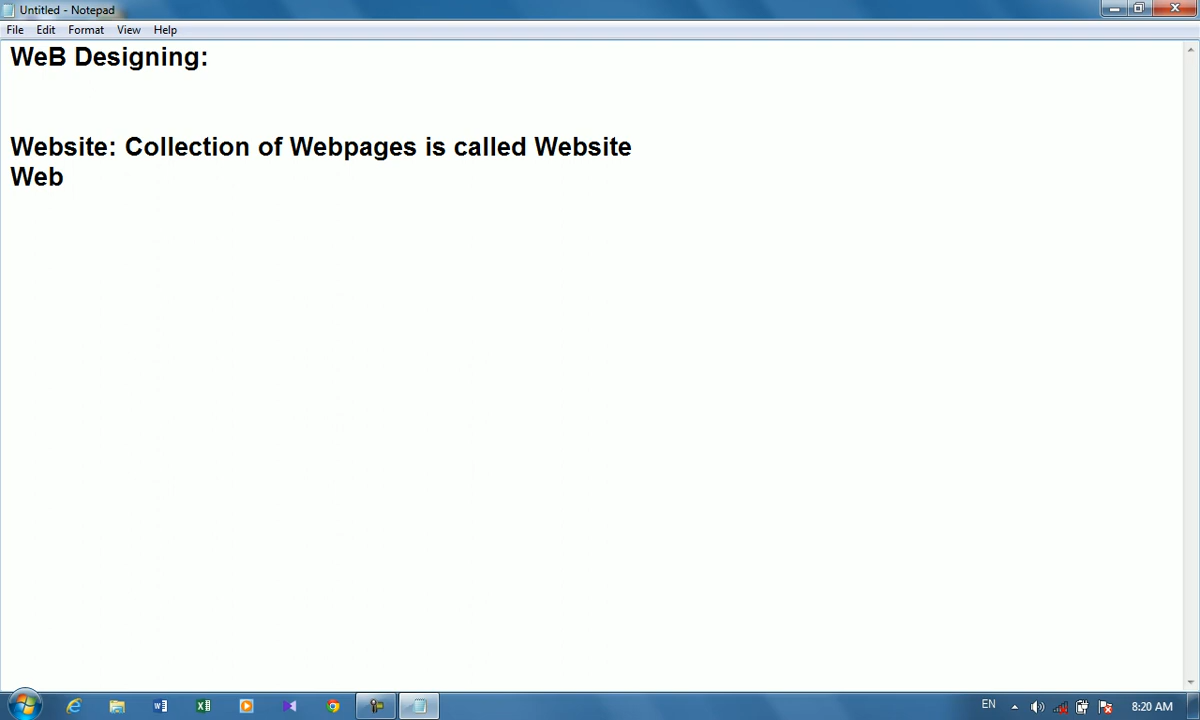 Untitled - Notepad
File Edit Format View Help
WeB Designing:
Website: Collection of Webpages is called Website
Web
EN 8:20 AM